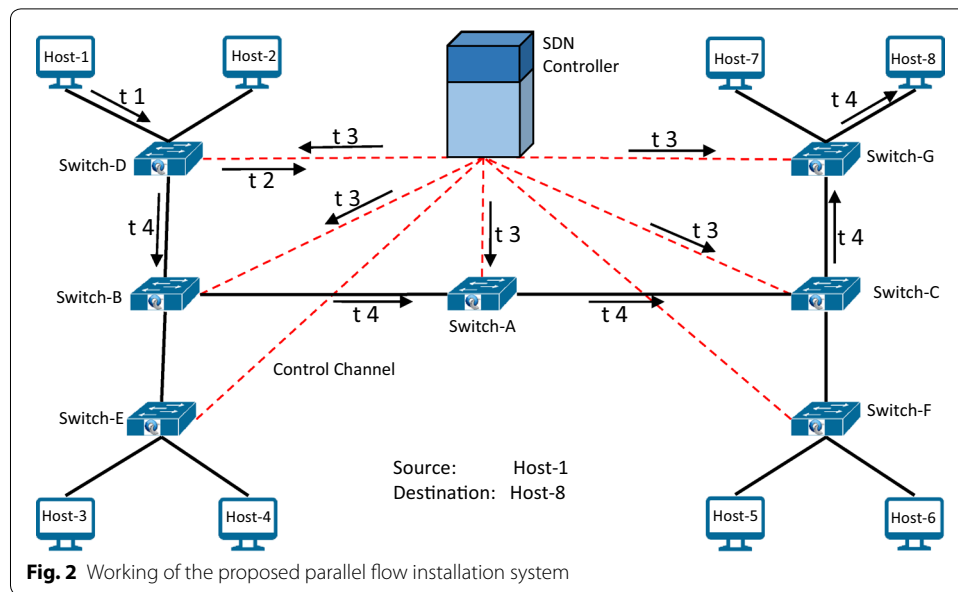 Host-1
Host-2
SDN
Controller
Host-7
Host-8
t 1
t 4
Switch-D
t 3
t 3
Switch-G
t 2
t 4
t 3
t 3
t 3
t 4
Switch-B
Switch-C
t 4
Switch-A
t 4
Control Channel
Switch-E
Switch-F
Source: Host-1
Destination: Host-8
Host-3
Host-4
Host-5
Host-6
Fig. 2 Working of the proposed parallel flow installation system